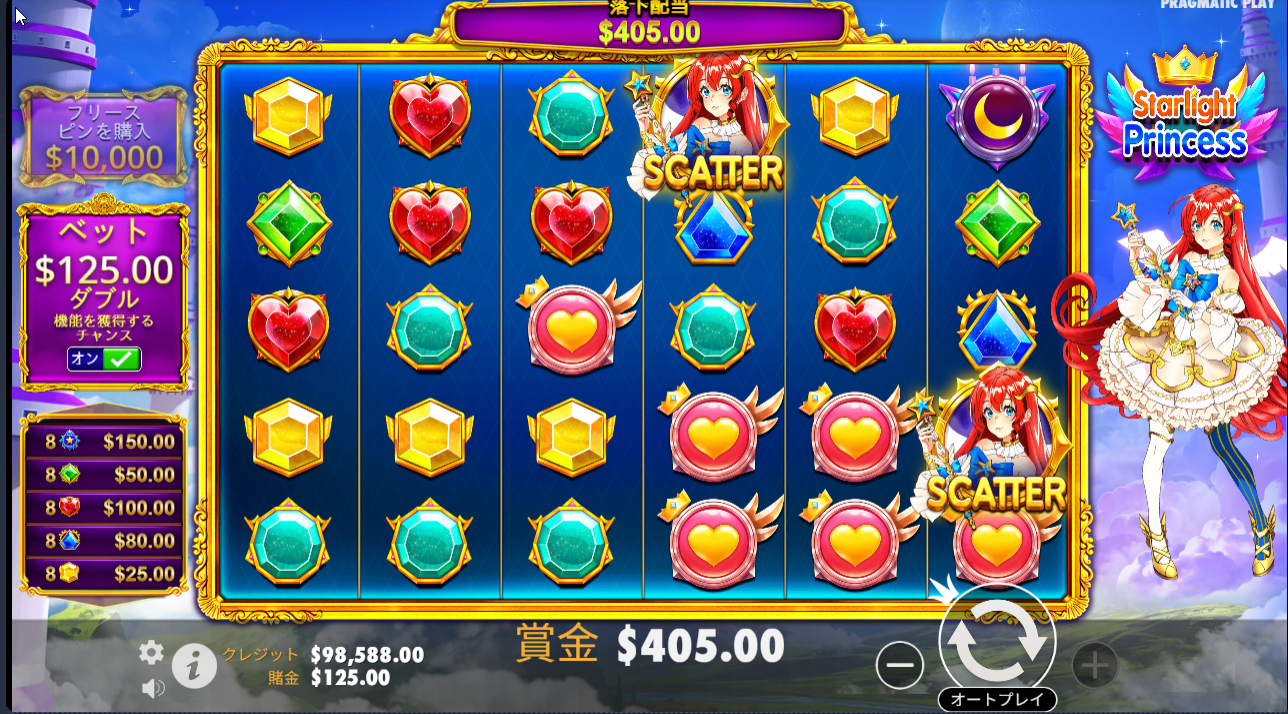 落下配当
$405.00
PRAGMATIC PLAY
フリース
ピンを購入
$10,000
Starlight
Princess
SCATTER
ベット
$125.00
ダブル
機能を獲得する
チャンス
オン
8 $150.00
8 $50.00
8 $100.00
8 $80.00
8 $25.00
SCATTER
クレジット $98,588.00
賭金 $125.00
賞金 $405.00
オートプレイ